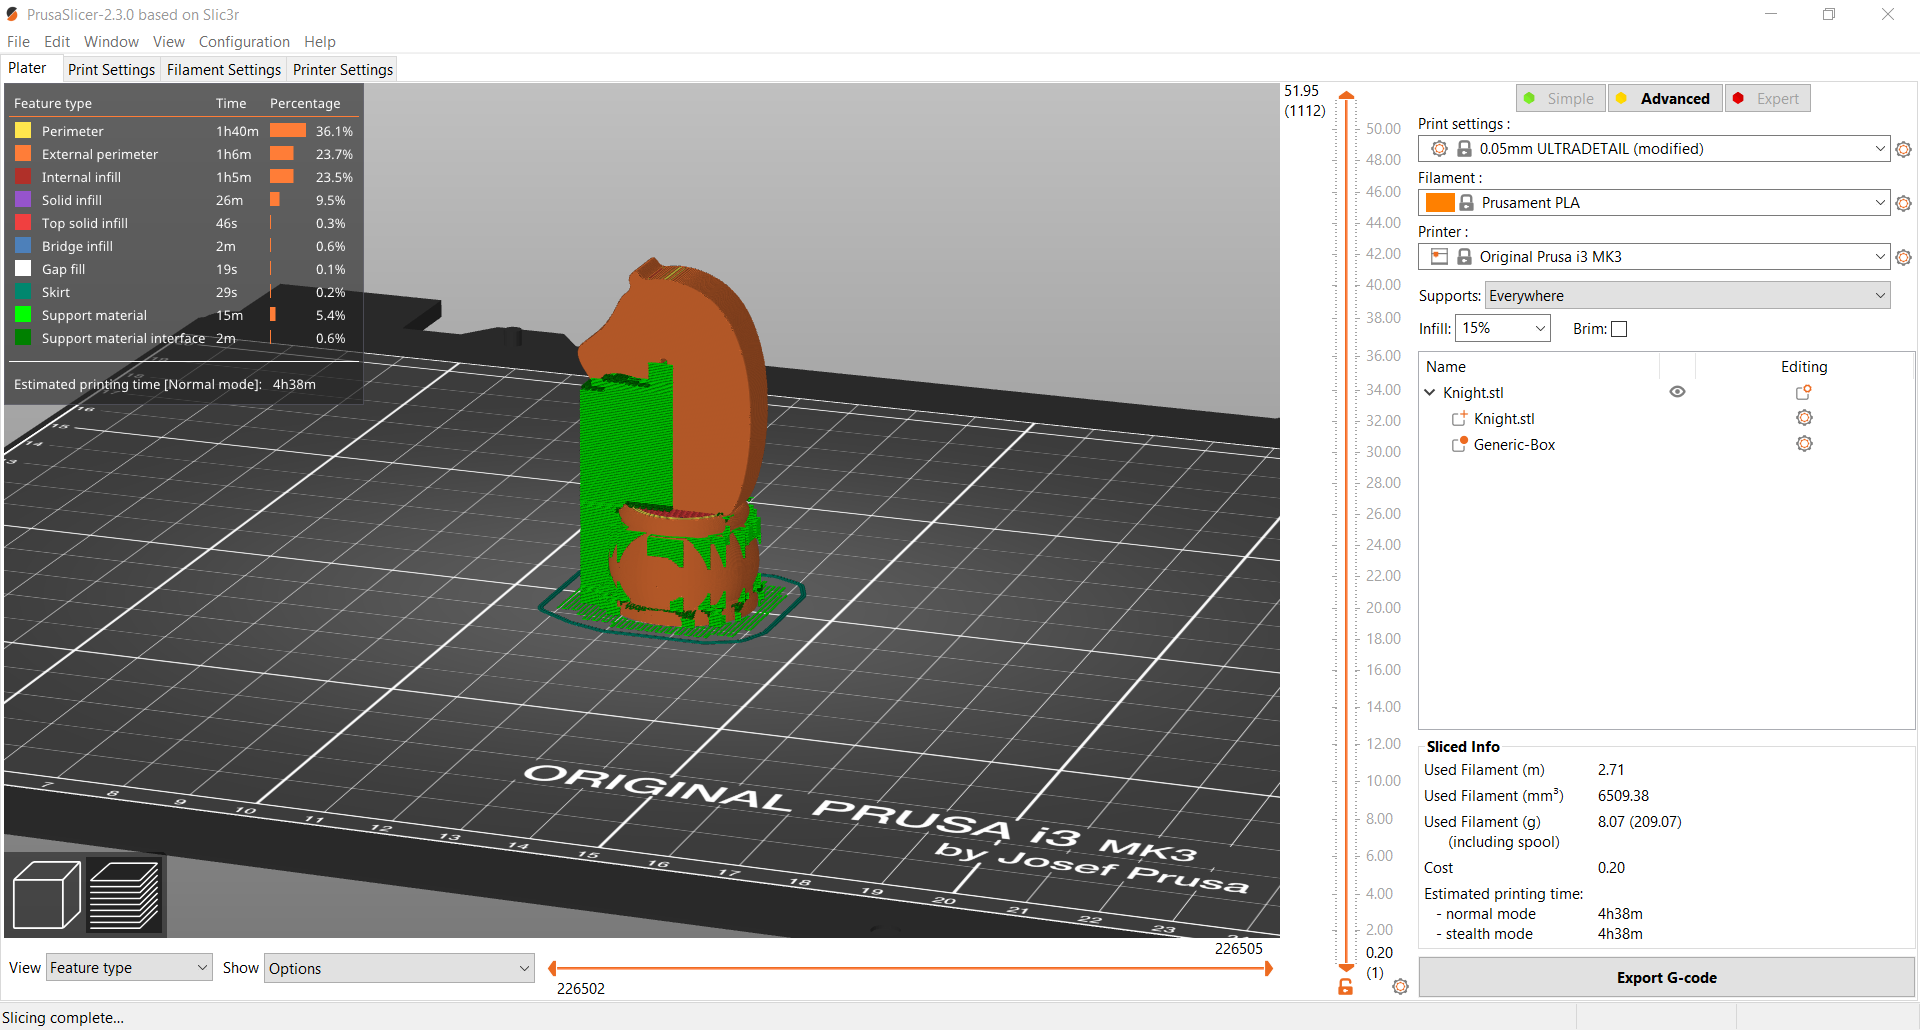 PrusaSlicer-2.3.0 based on Slic3r
File Edit Window View Configuration Help
Plater Print Settings Filament Settings Printer Settings
Feature type Time Percentage
Perimeter 1h40m 36.1%
External perimeter 1h6m 23.7%
Internal infill 1h5m 23.5%
Solid infill 26m 9.5%
Top solid infill 46s 0.3%
Bridge infill 2m 0.6%
Gap fill 19s 0.1%
Skirt 29s 0.2%
Support material 15m 5.4%
Support material interface 2m 0.6%
Estimated printing time [Normal mode]: 4h38m
16
15
14
7 8 9 10 11 12 13 14 15 16 17 18 19 20 21 22 23
ORIGINAL PRUSA i3 MK3
by Josef Prusa
View Feature type Show Options
226505
226502
51.95
(1112)
50.00
48.00
46.00
44.00
42.00
40.00
38.00
36.00
34.00
32.00
30.00
28.00
26.00
24.00
22.00
20.00
18.00
16.00
14.00
12.00
10.00
8.00
6.00
4.00
2.00
0.20
(1)
Simple Advanced Expert
Print settings :
0.05mm ULTRADETAIL (modified)
Filament :
Prusament PLA
Printer :
Original Prusa i3 MK3
Supports: Everywhere
Infill: 15% Brim:
Name Editing
Knight.stl
Knight.stl
Generic-Box
Sliced Info
Used Filament (m) 2.71
Used Filament (mm³) 6509.38
Used Filament (g) 8.07 (209.07)
(including spool)
Cost 0.20
Estimated printing time:
- normal mode 4h38m
- stealth mode 4h38m
Export G-code
Slicing complete...